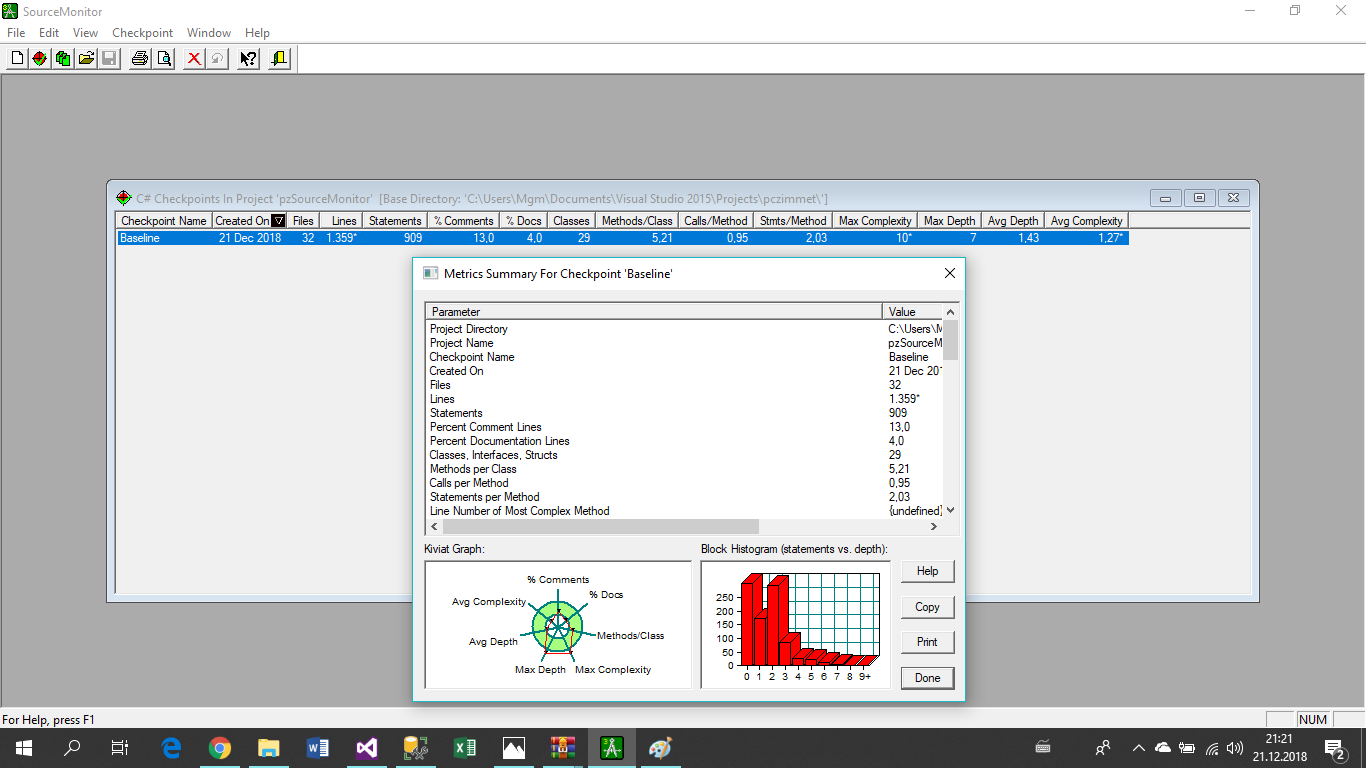 SourceMonitor
File Edit View Checkpoint Window Help
C# Checkpoints In Project 'pzSourceMonitor' [Base Directory: 'C:\Users\Mgm\Documents\Visual Studio 2015\Projects\pczimmet\']
Checkpoint Name Created On Files Lines Statements % Comments % Docs Classes Methods/Class Calls/Method Stmts/Method Max Complexity Max Depth Avg Depth Avg Complexity
Baseline 21 Dec 2018 32 1.359* 909 13,0 4,0 29 5,21 0,95 2,03 10* 7 1,43 1,27*
Metrics Summary For Checkpoint 'Baseline'
Parameter Value
Project Directory C:\Users\M
Project Name pzSourceM
Checkpoint Name Baseline
Created On 21 Dec 201
Files 32
Lines 1.359*
Statements 909
Percent Comment Lines 13,0
Percent Documentation Lines 4,0
Classes, Interfaces, Structs 29
Methods per Class 5,21
Calls per Method 0,95
Statements per Method 2,03
Line Number of Most Complex Method {undefined}
Kiviat Graph:
% Comments
% Docs
Avg Complexity
Methods/Class
Avg Depth
Max Depth Max Complexity
Block Histogram (statements vs. depth):
250
200
150
100
50
0
0 1 2 3 4 5 6 7 8 9+
Help
Copy
Print
Done
For Help, press F1
NUM
21:21
21.12.2018
2